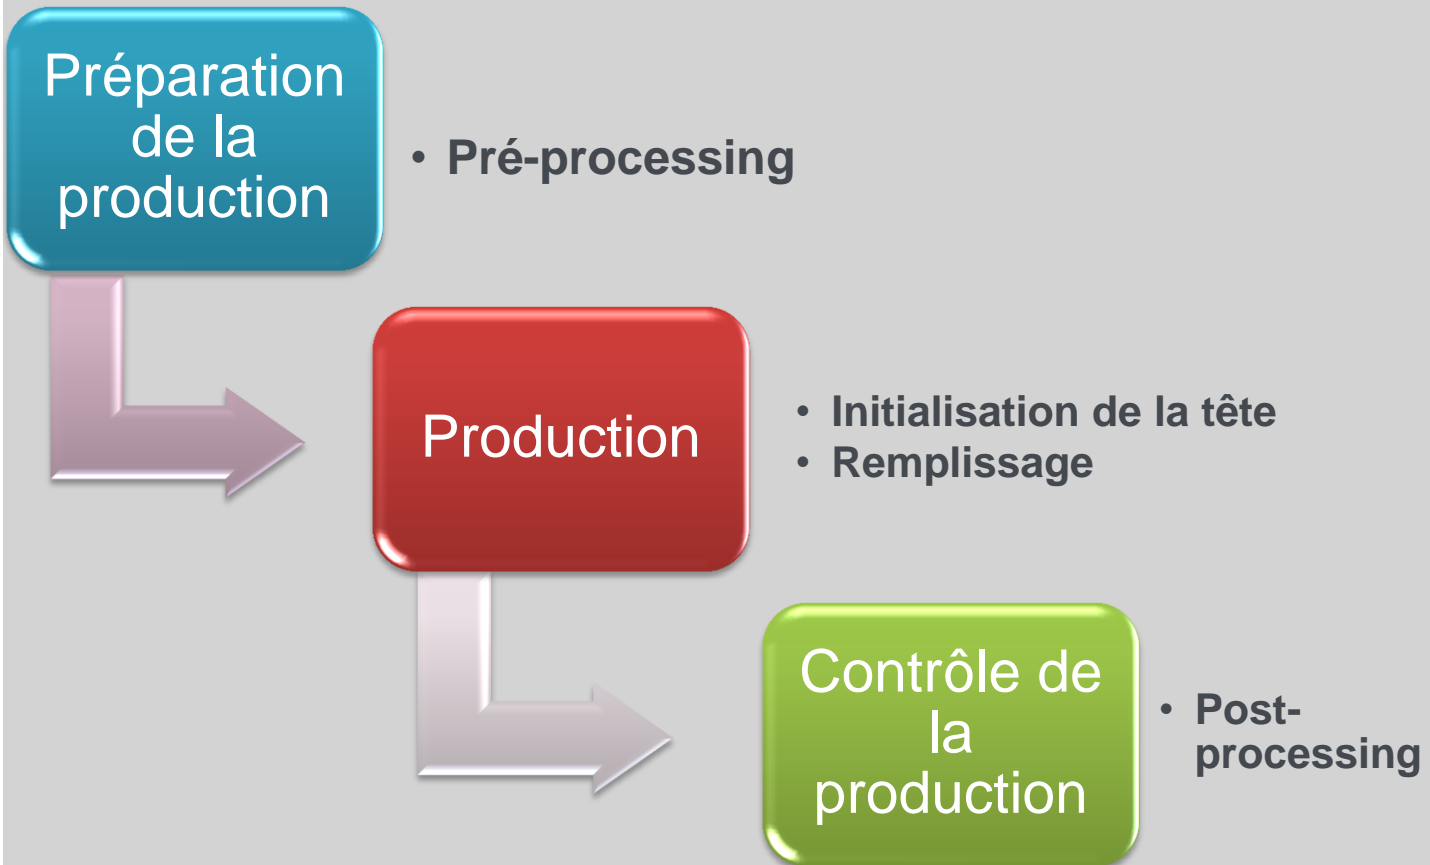 Préparation
de la
production
• Pré-processing
Production
• Initialisation de la tête
• Remplissage
Contrôle de
la
production
• Post-
processing